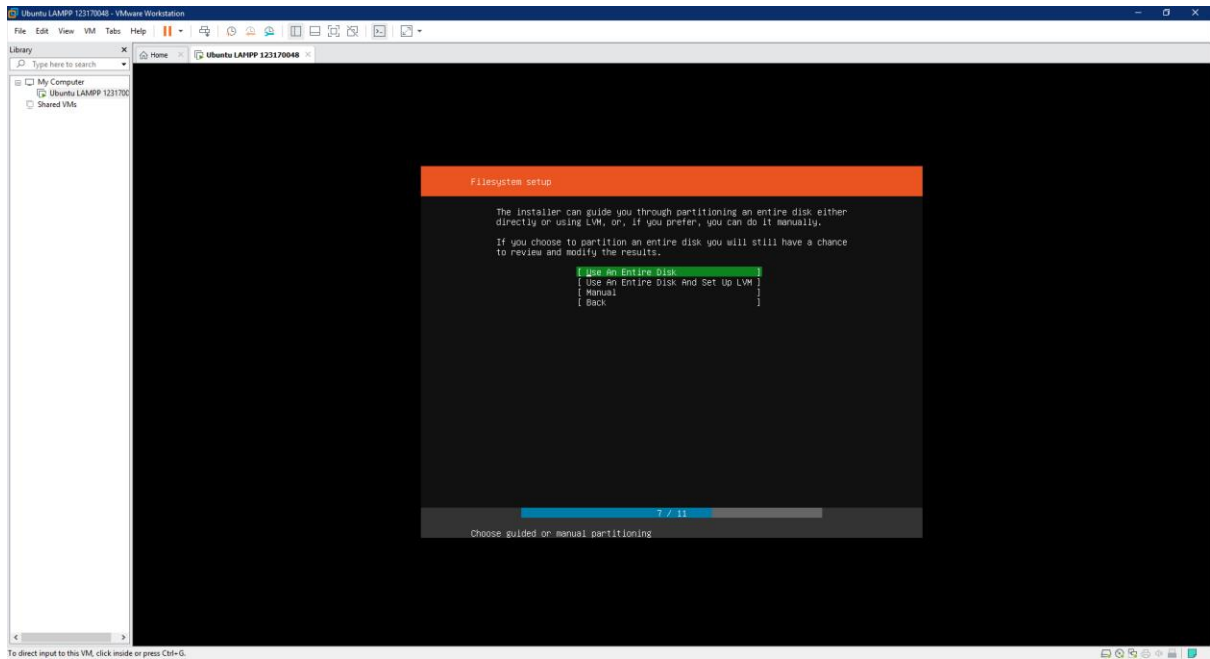 Ubuntu LAMPP 123170048 - VMware Workstation
File Edit View VM Tabs Help
Library
Home
Ubuntu LAMPP 123170048
Type here to search
My Computer
Ubuntu LAMPP 1231700
Shared VMs
Filesystem setup
The installer can guide you through partitioning an entire disk either
directly or using LVM, or, if you prefer, you can do it manually.
If you choose to partition an entire disk you will still have a chance
to review and modify the results.
[ Use An Entire Disk ]
[ Use An Entire Disk And Set Up LVM ]
[ Manual ]
[ Back ]
7 / 11
Choose guided or manual partitioning
To direct input to this VM, click inside or press Ctrl+G.